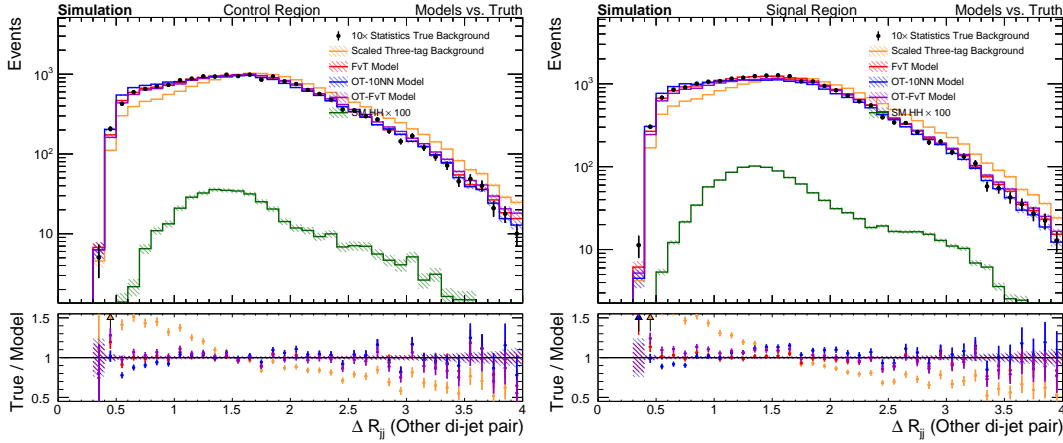 Simulation Control Region Models vs. Truth
Events
10× Statistics True Background
Scaled Three-tag Background
FvT Model
OT-10NN Model
OT-FvT Model
SM HH × 100
10³
10²
10
True / Model
1.5
1
0.5
0 0.5 1 1.5 2 2.5 3 3.5 4
Δ R_jj (Other di-jet pair)
Simulation Signal Region Models vs. Truth
Events
10× Statistics True Background
Scaled Three-tag Background
FvT Model
OT-10NN Model
OT-FvT Model
SM HH × 100
10³
10²
10
True / Model
1.5
1
0.5
0 0.5 1 1.5 2 2.5 3 3.5 4
Δ R_jj (Other di-jet pair)